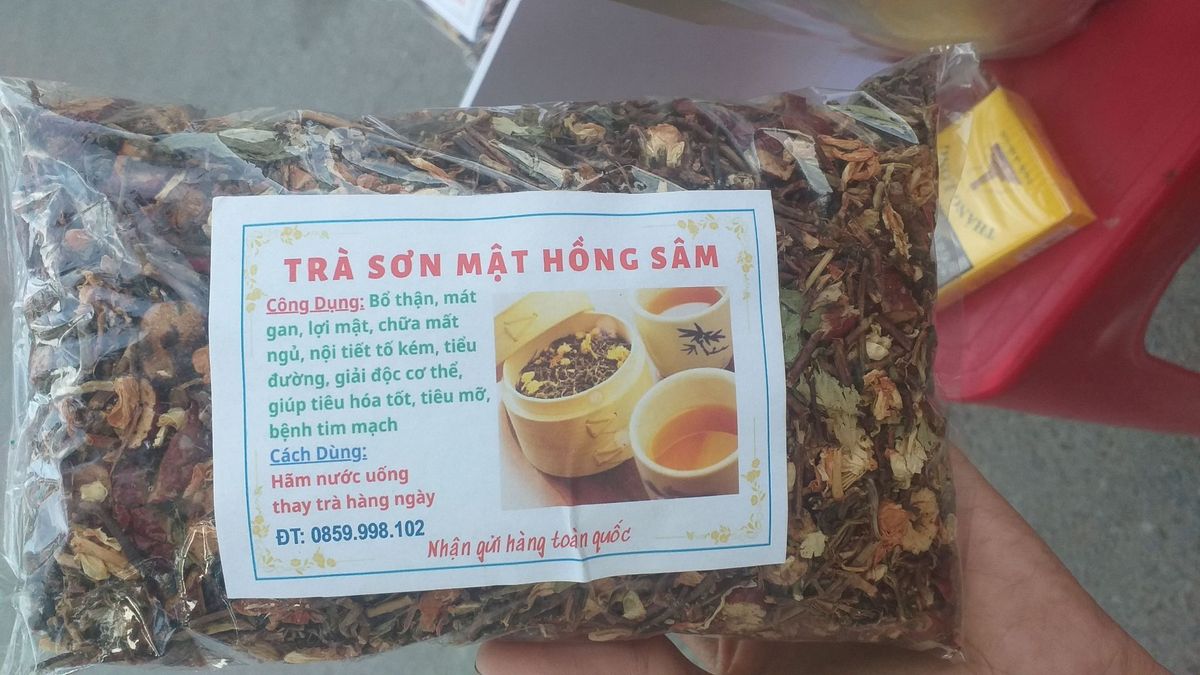 TRÀ SƠN MẬT HỒNG SÂM
Công Dụng: Bổ thận, mát
gan, lợi mật, chữa mất
ngủ, nội tiết tố kém, tiểu
đường, giải độc cơ thể,
giúp tiêu hóa tốt, tiêu mỡ,
bệnh tim mạch
Cách Dùng:
Hãm nước uống
thay trà hàng ngày
ĐT: 0859.998.102
Nhận gửi hàng toàn quốc